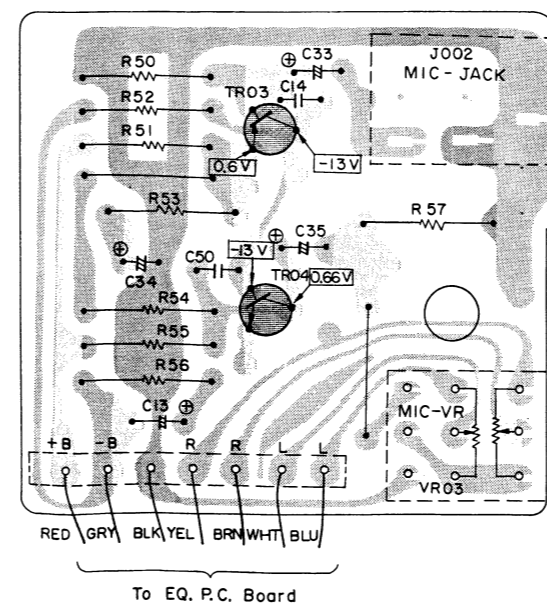 R50
C33
J002
MIC-JACK
R52
TR03
C14
R51
0.6V
-13V
R53
R57
C35
C50
-13V
C34
TR04
0.66V
R54
R55
R56
C13
MIC-VR
+B
-B
R
R
L
L
VR03
RED
GRY
BLK
YEL
BRN
WHT
BLU
To EQ. P.C. Board